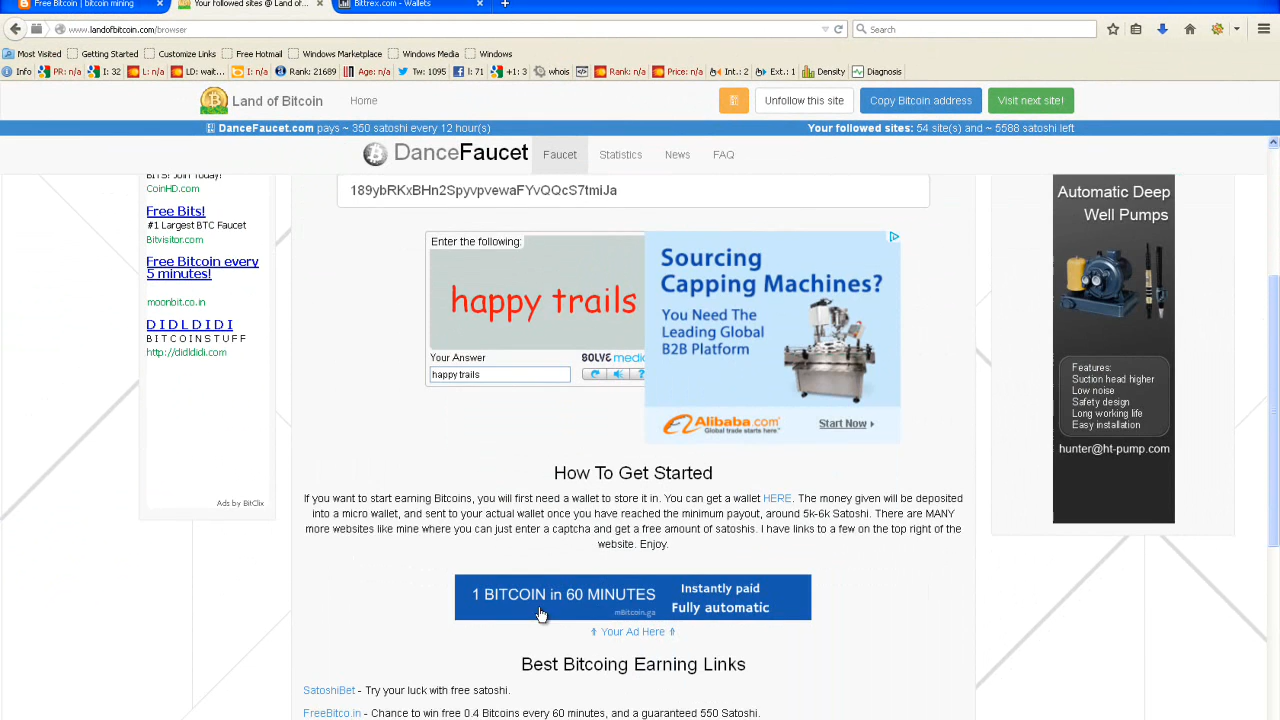 Free Bitcoin | bitcoin mining
Your followed sites @ Land of...
Bittrex.com - Wallets
www.landofbitcoin.com/browser
Search
Most Visited
Getting Started
Customize Links
Free Hotmail
Windows Marketplace
Windows Media
Windows
Info
PR: n/a
I: 32
L: n/a
LD: wait...
I: n/a
Rank: 21689
Age: n/a
Tw: 1095
I: 71
+1: 3
whois
Rank: n/a
Price: n/a
Int.: 2
Ext.: 1
Density
Diagnosis
Land of Bitcoin
Home
Unfollow this site
Copy Bitcoin address
Visit next site!
DanceFaucet.com pays ~ 350 satoshi every 12 hour(s)
Your followed sites: 54 site(s) and ~ 5588 satoshi left
DanceFaucet
Faucet
Statistics
News
FAQ
BITS! Join Today!
CoinHD.com
Free Bits!
#1 Largest BTC Faucet
Bitvisitor.com
Free Bitcoin every
5 minutes!
moonbit.co.in
D I D L D I D I
B I T C O I N S T U F F
http://didldidi.com
Ads by BitClix
189ybRKxBHn2SpyvpvewaFYvQQcS7tmiJa
Enter the following:
happy trails
Your Answer
SOLVE media
happy trails
?
Sourcing
Capping Machines?
You Need The
Leading Global
B2B Platform
Alibaba.com
Global trade starts here.™
Start Now
Automatic Deep
Well Pumps
Features:
Suction head higher
Low noise
Safety design
Long working life
Easy installation
hunter@ht-pump.com
How To Get Started
If you want to start earning Bitcoins, you will first need a wallet to store it in. You can get a wallet HERE. The money given will be deposited
into a micro wallet, and sent to your actual wallet once you have reached the minimum payout, around 5k-6k Satoshi. There are MANY
more websites like mine where you can just enter a captcha and get a free amount of satoshis. I have links to a few on the top right of the
website. Enjoy.
1 BITCOIN in 60 MINUTES
Instantly paid
mBitcoin.ga
Fully automatic
⇑ Your Ad Here ⇑
Best Bitcoing Earning Links
SatoshiBet - Try your luck with free satoshi.
FreeBitco.in - Chance to win free 0.4 Bitcoins every 60 minutes, and a guaranteed 550 Satoshi.